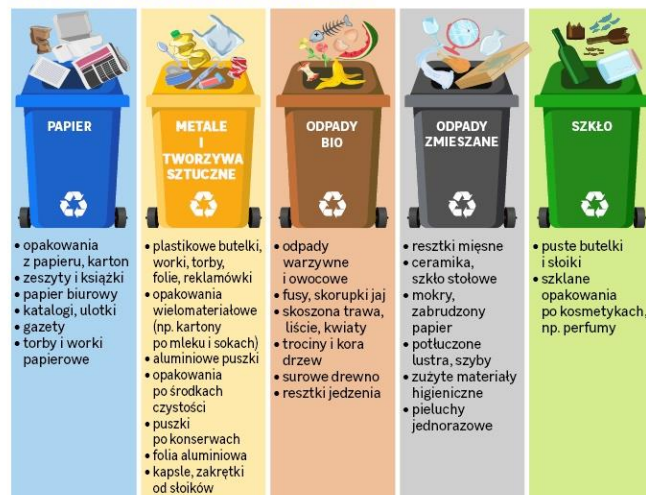 PAPIER
• opakowania
z papieru, karton
• zeszyty i książki
• papier biurowy
• katalogi, ulotki
• gazety
• torby i worki
papierowe
METALE
I
TWORZYWA
SZTUCZNE
• plastikowe butelki,
worki, torby,
folie, reklamówki
• opakowania
wielomateriałowe
(np. kartony
po mleku i sokach)
• aluminiowe puszki
• opakowania
po środkach
czystości
• puszki
po konserwach
• folia aluminiowa
• kapsle, zakrętki
od słoików
ODPADY
BIO
• odpady
warzywne
i owocowe
• fusy, skorupki jaj
• skoszona trawa,
liście, kwiaty
• trociny i kora
drzew
• surowe drewno
• resztki jedzenia
ODPADY
ZMIESZANE
• resztki mięsne
• ceramika,
szkło stołowe
• mokry,
zabrudzony
papier
• potłuczone
lustra, szyby
• zużyte materiały
higieniczne
• pieluchy
jednorazowe
SZKŁO
• puste butelki
i słoiki
• szklane
opakowania
po kosmetykach,
np. perfumy